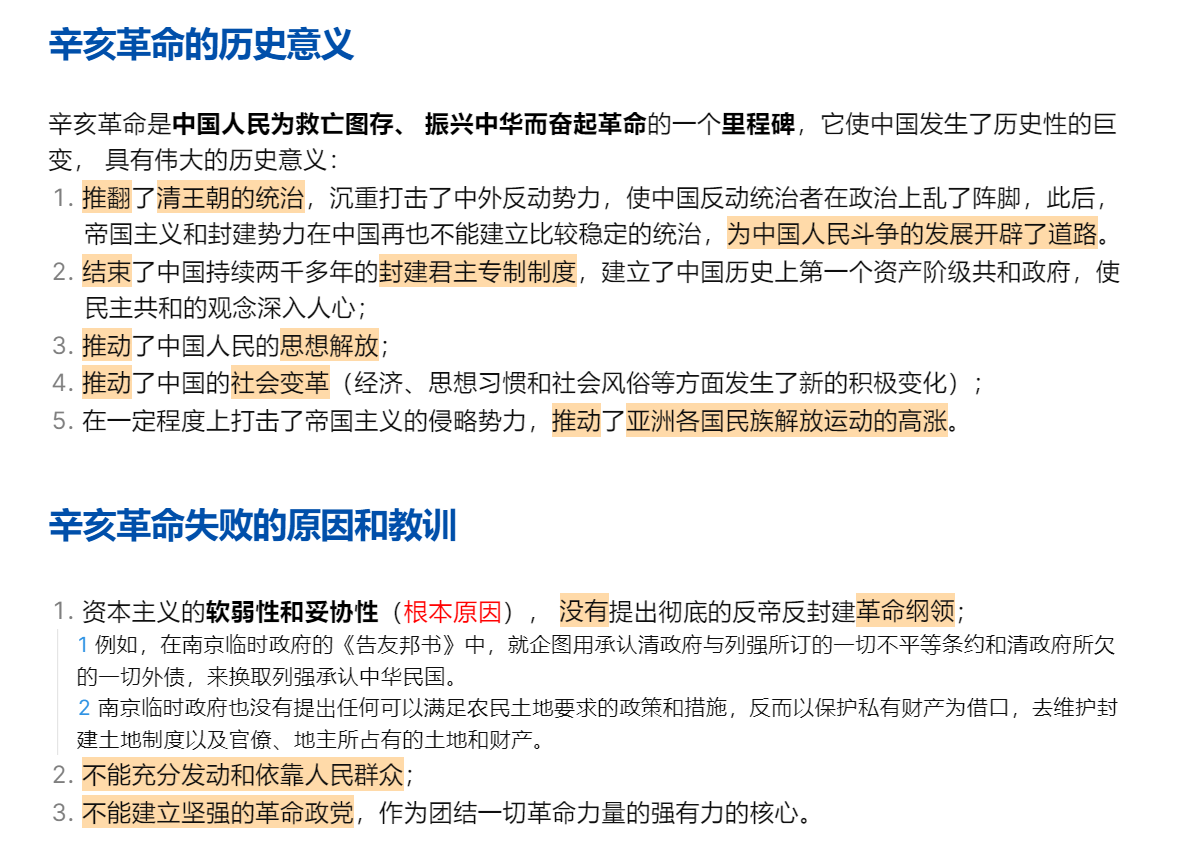 辛亥革命的历史意义
辛亥革命是中国人民为救亡图存、 振兴中华而奋起革命的一个里程碑，它使中国发生了历史性的巨
变， 具有伟大的历史意义：
1. 推翻了清王朝的统治，沉重打击了中外反动势力，使中国反动统治者在政治上乱了阵脚，此后，
帝国主义和封建势力在中国再也不能建立比较稳定的统治，为中国人民斗争的发展开辟了道路。
2. 结束了中国持续两千多年的封建君主专制制度，建立了中国历史上第一个资产阶级共和政府，使
民主共和的观念深入人心；
3. 推动了中国人民的思想解放；
4. 推动了中国的社会变革（经济、思想习惯和社会风俗等方面发生了新的积极变化）；
5. 在一定程度上打击了帝国主义的侵略势力，推动了亚洲各国民族解放运动的高涨。
辛亥革命失败的原因和教训
1. 资本主义的软弱性和妥协性（根本原因）， 没有提出彻底的反帝反封建革命纲领；
1 例如，在南京临时政府的《告友邦书》中，就企图用承认清政府与列强所订的一切不平等条约和清政府所欠
的一切外债，来换取列强承认中华民国。
2 南京临时政府也没有提出任何可以满足农民土地要求的政策和措施，反而以保护私有财产为借口，去维护封
建土地制度以及官僚、地主所占有的土地和财产。
2. 不能充分发动和依靠人民群众；
3. 不能建立坚强的革命政党，作为团结一切革命力量的强有力的核心。